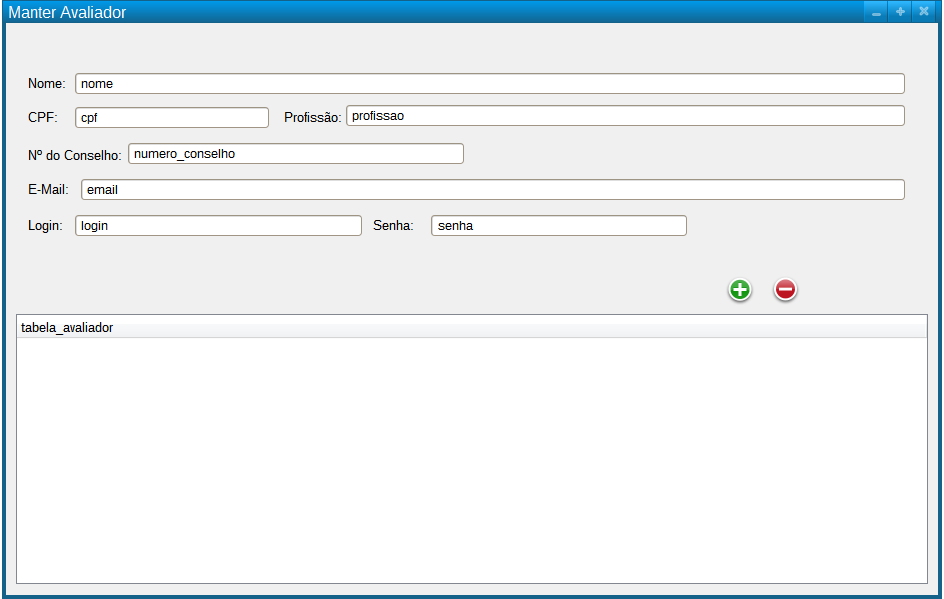 Manter Avaliador
Nome: nome
CPF: cpf Profissão: profissao
Nº do Conselho: numero_conselho
E-Mail: email
Login: login Senha: senha
tabela_avaliador